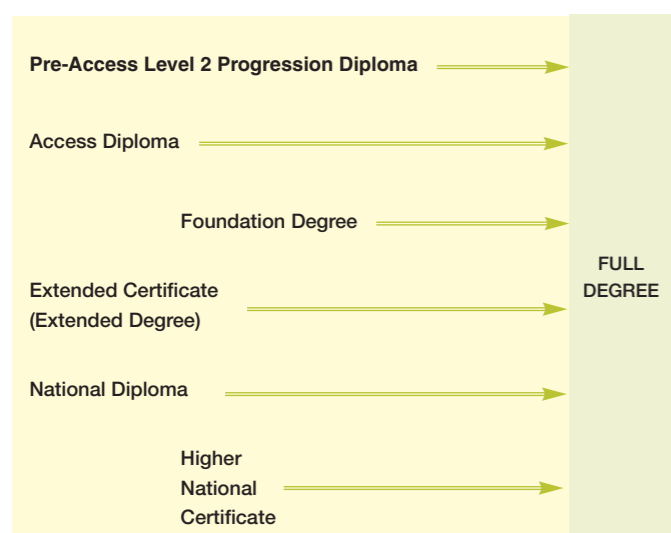 Pre-Access Level 2 Progression Diploma
Access Diploma
Foundation Degree
FULL
DEGREE
Extended Certificate
(Extended Degree)
National Diploma
Higher
National
Certificate